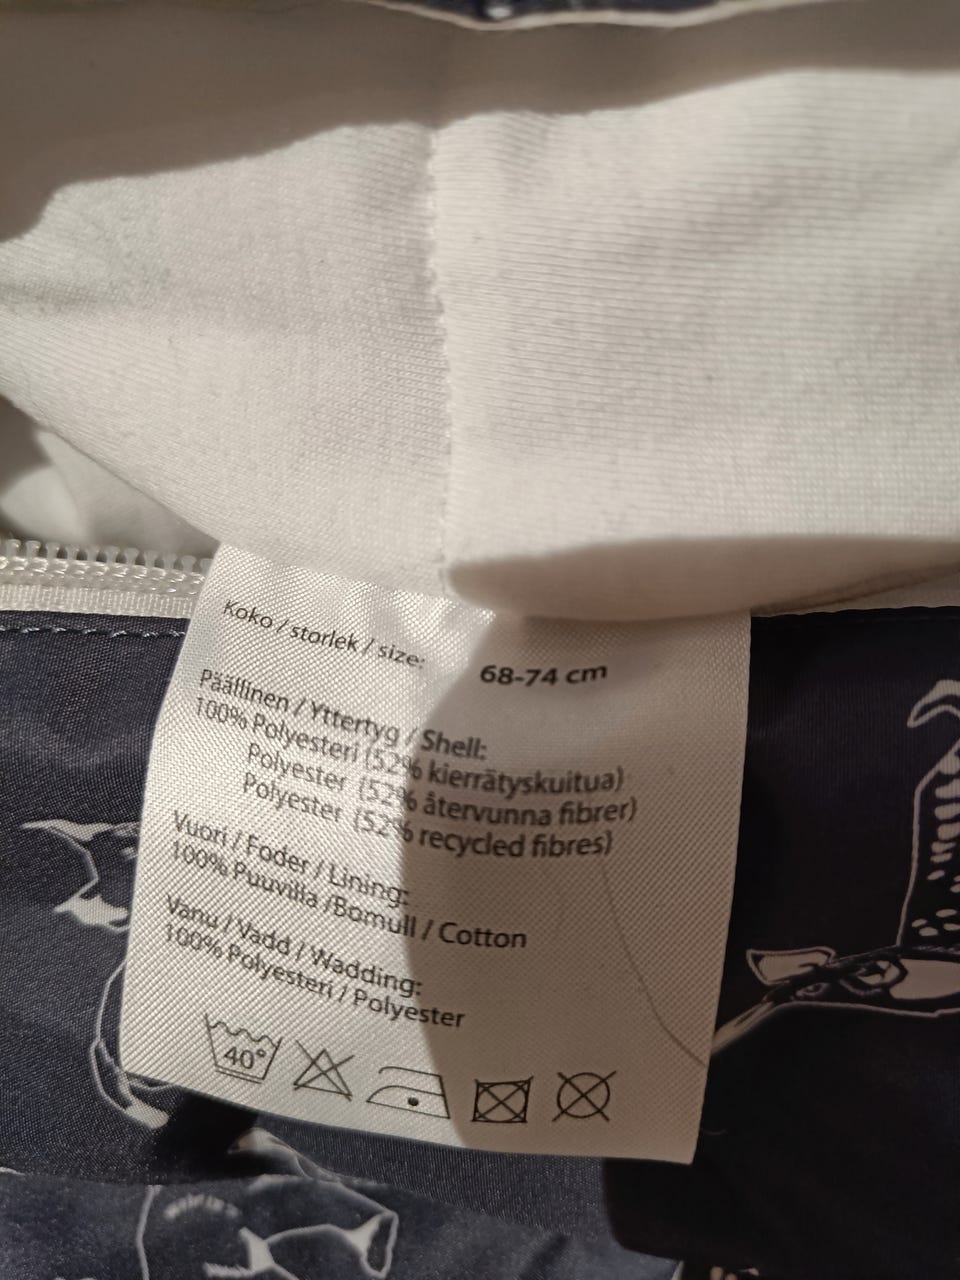 Koko / storlek / size: 68-74 cm
Päällinen / Yttertyg / Shell:
100% Polyesteri (52% kierrätyskuitua)
Polyester (52% återvunna fibrer)
Polyester (52% recycled fibres)
Vuori / Foder / Lining:
100% Puuvilla /Bomull / Cotton
Vanu / Vadd / Wadding:
100% Polyesteri / Polyester
40°